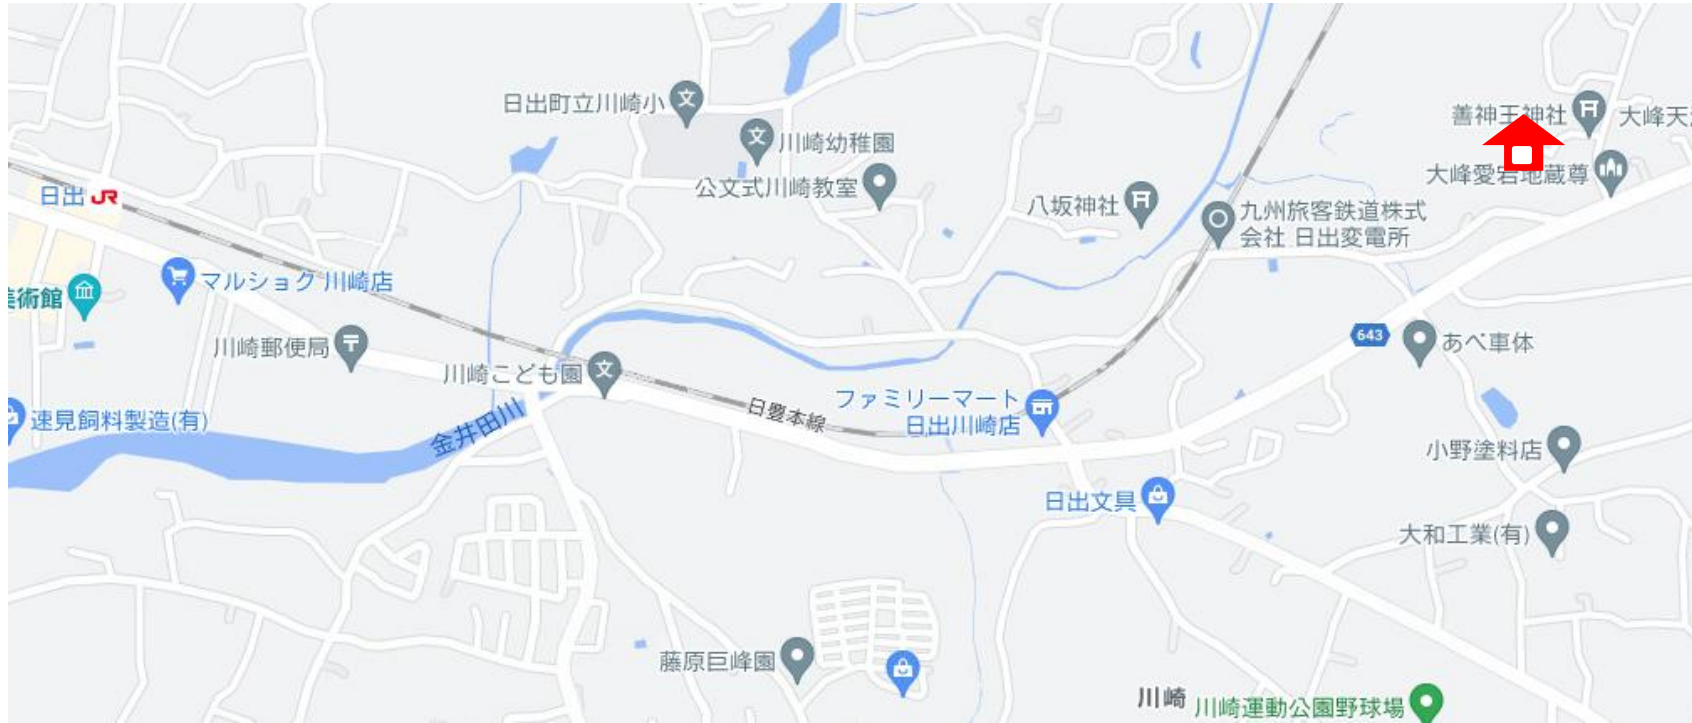 日出町立川崎小
川崎幼稚園
公文式川崎教室
善神王神社
大峰天
大峰愛宕地蔵尊
日出 JR
八坂神社
九州旅客鉄道株式
会社 日出変電所
マルショク 川崎店
術館
川崎郵便局
643
あべ車体
川崎こども園
ファミリーマート
日出川崎店
日豊本線
速見飼料製造(有)
金井田川
小野塗料店
日出文具
大和工業(有)
藤原巨峰園
川崎
川崎運動公園野球場